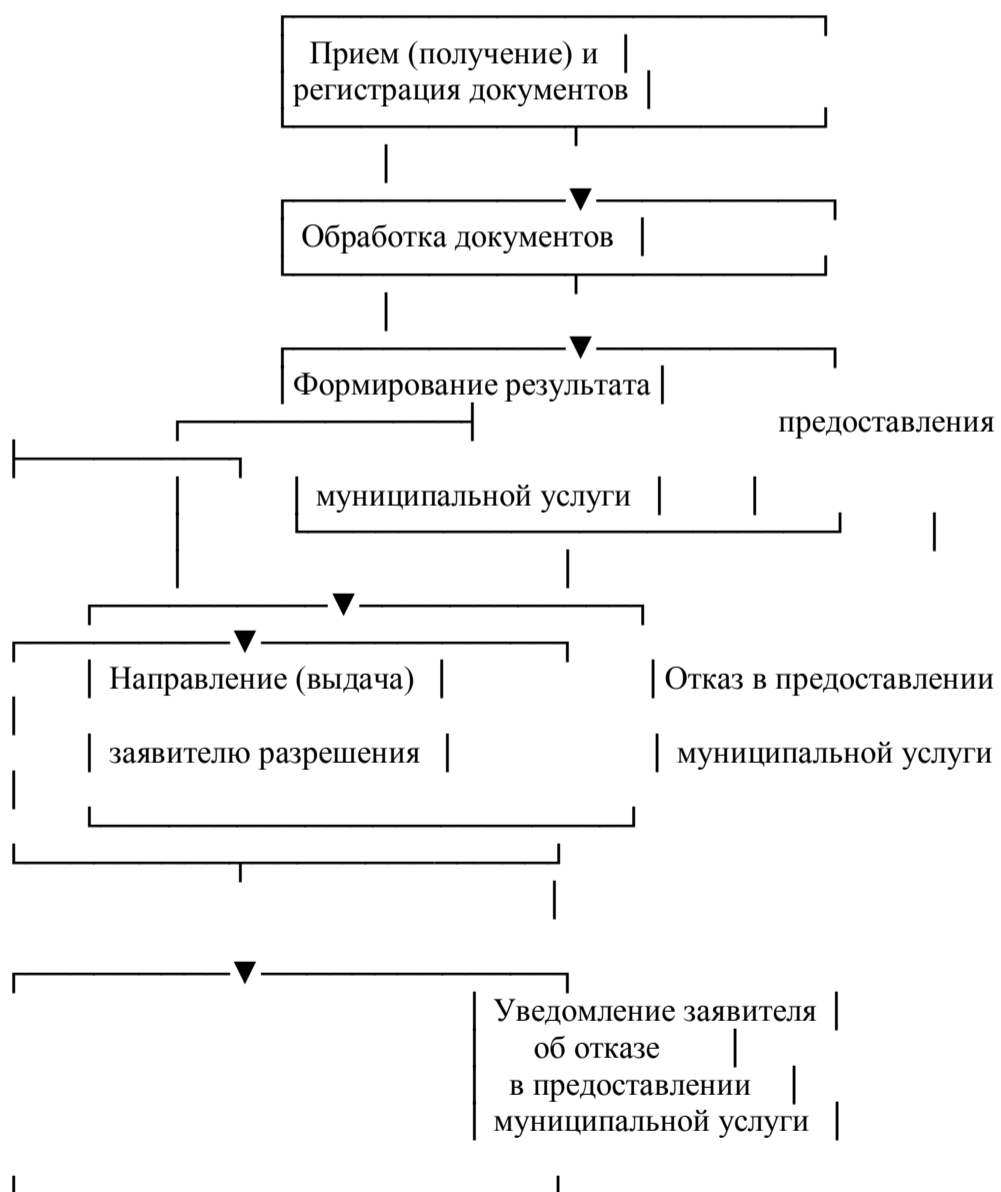 Прием (получение) и
регистрация документов
Обработка документов
Формирование результата
предоставления
муниципальной услуги
Направление (выдача) Отказ в предоставлении
заявителю разрешения муниципальной услуги
Уведомление заявителя
об отказе
в предоставлении
муниципальной услуги